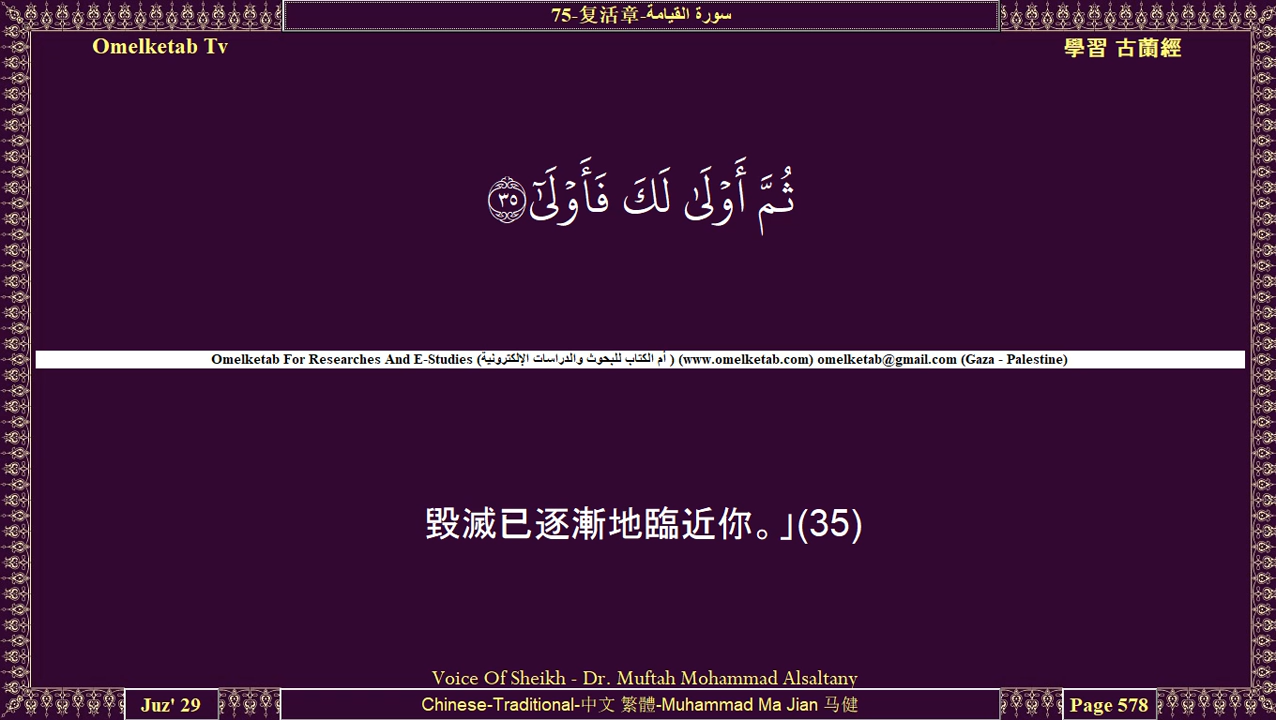 75-复活章-سورة القيامة
Omelketab Tv
學習 古蘭經
ثُمَّ أَوۡلَىٰ لَكَ فَأَوۡلَىٰٓ ٣٥
Omelketab For Researches And E-Studies (أم الكتاب للبحوث والدراسات الإلكترونية ) (www.omelketab.com) omelketab@gmail.com (Gaza - Palestine)
毀滅已逐漸地臨近你。」(35)
Voice Of Sheikh - Dr. Muftah Mohammad Alsaltany
Juz' 29
Chinese-Traditional-中文 繁體-Muhammad Ma Jian 马健
Page 578